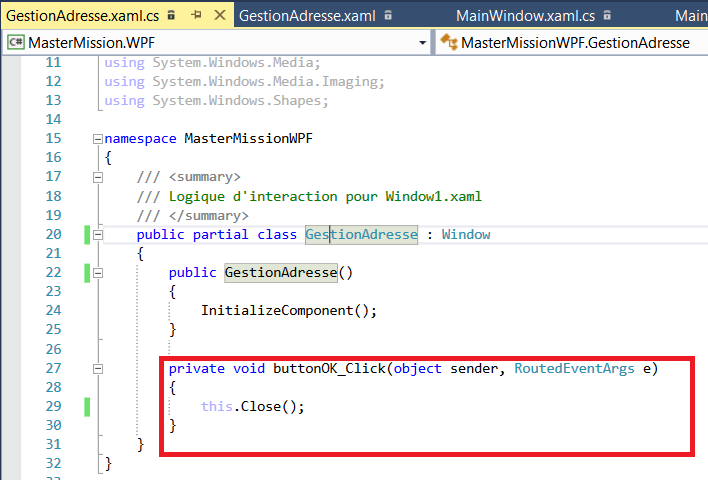 GestionAdresse.xaml.cs GestionAdresse.xaml MainWindow.xaml.cs Main
C# MasterMission.WPF MasterMissionWPF.GestionAdresse
11 using System.Windows.Media;
12 using System.Windows.Media.Imaging;
13 using System.Windows.Shapes;
14
15 namespace MasterMissionWPF
16 {
17 /// <summary>
18 /// Logique d'interaction pour Window1.xaml
19 /// </summary>
20 public partial class GestionAdresse : Window
21 {
22 public GestionAdresse()
23 {
24 InitializeComponent();
25 }
26
27 private void buttonOK_Click(object sender, RoutedEventArgs e)
28 {
29 this.Close();
30 }
31 }
32 }